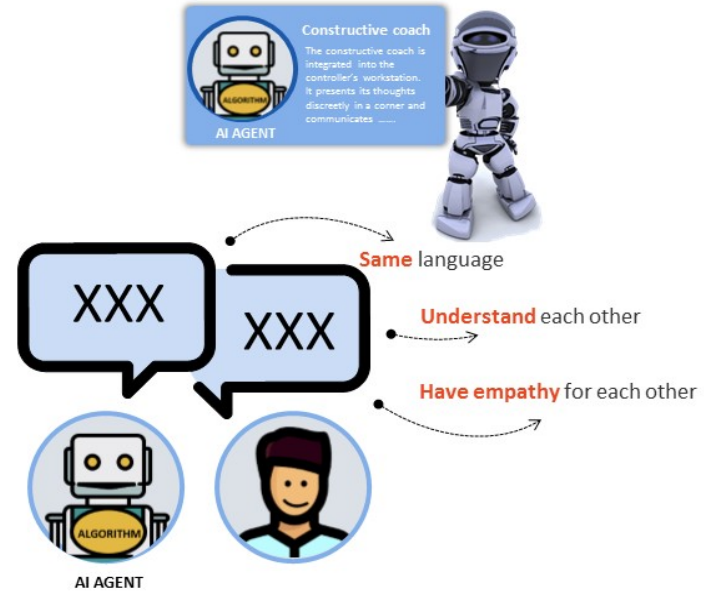 Constructive coach
The constructive coach is
integrated into the
controller's workstation.
It presents its thoughts
discreetly in a corner and
communicates ......
ALGORITHM
AI AGENT
Same language
XXX
XXX
Understand each other
Have empathy for each other
ALGORITHM
AI AGENT